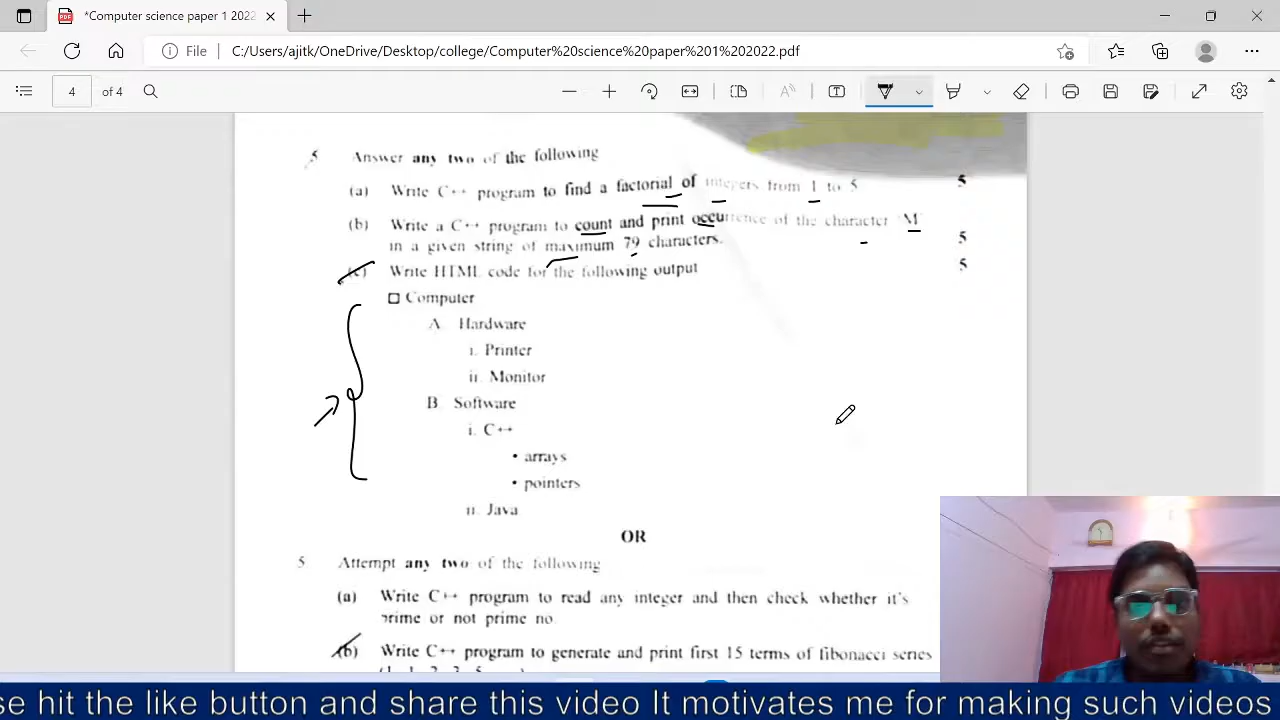 *Computer science paper 1 2022
File
C:/Users/ajitk/OneDrive/Desktop/college/Computer%20science%20paper%201%202022.pdf
4 of 4
5 Answer any two of the following
(a) Write C++ program to find a factorial of integers from 1 to 5 5
(b) Write a C++ program to count and print occurrence of the character 'M'
in a given string of maximum 79 characters. 5
(c) Write HTML code for the following output 5
Computer
A. Hardware
i. Printer
ii. Monitor
B. Software
i. C++
• arrays
• pointers
ii. Java
OR
5 Attempt any two of the following
(a) Write C++ program to read any integer and then check whether it's
prime or not prime no.
(b) Write C++ program to generate and print first 15 terms of fibonacci series
se hit the like button and share this video It motivates me for making such videos